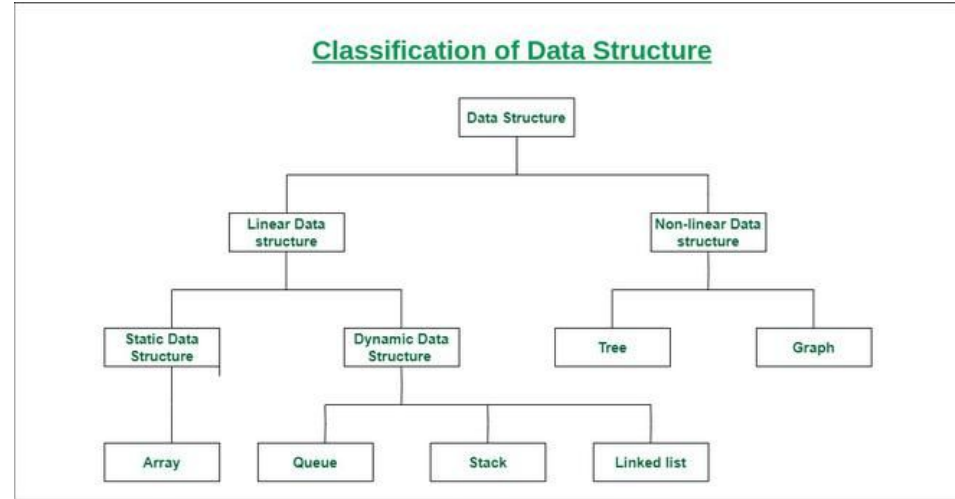 Classification of Data Structure
Data Structure
Linear Data
structure
Non-linear Data
structure
Static Data
Structure
Dynamic Data
Structure
Tree
Graph
Array
Queue
Stack
Linked list